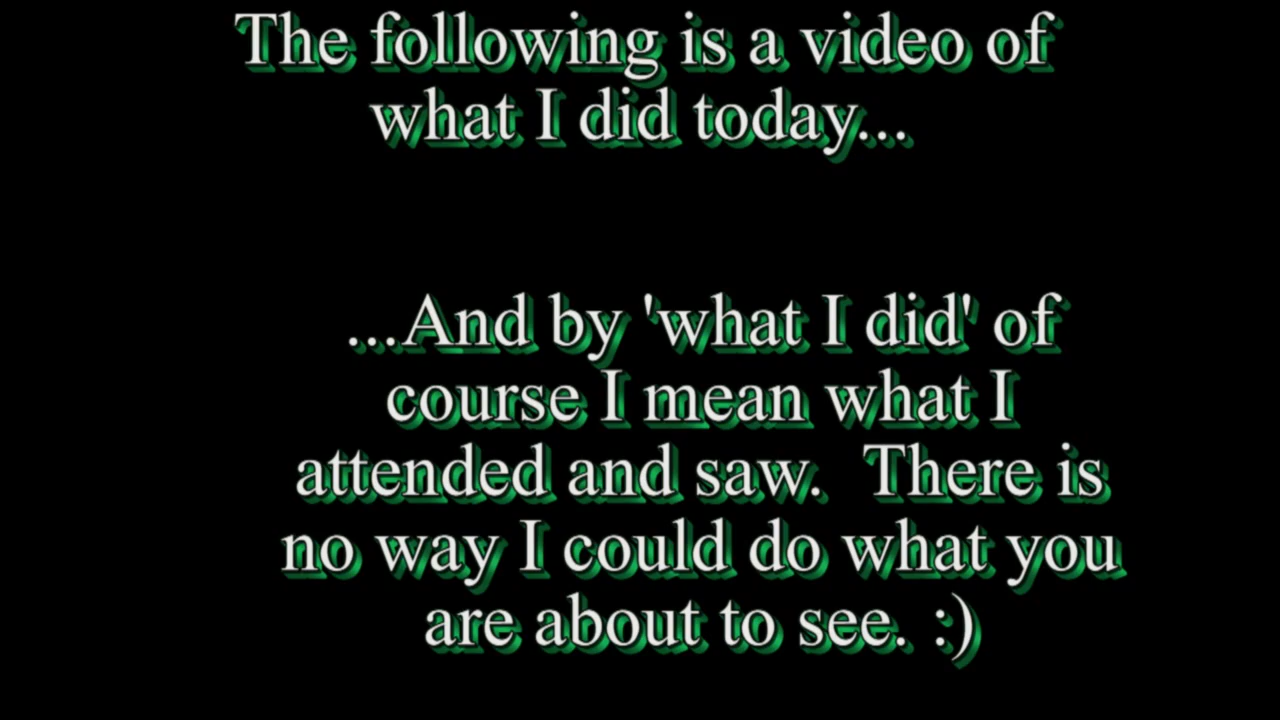 The following is a video of
what I did today...
...And by 'what I did' of
course I mean what I
attended and saw.  There is
no way I could do what you
are about to see. :)